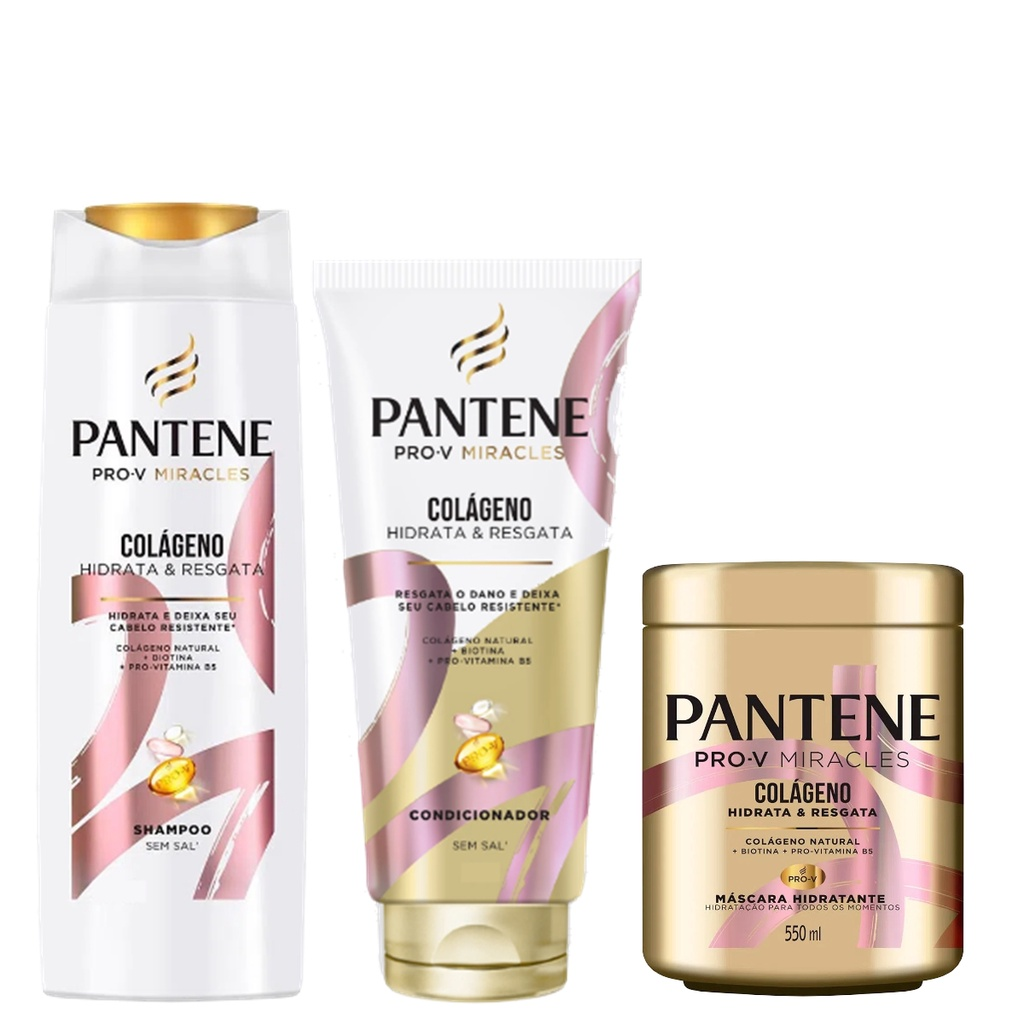 PANTENE
PRO-V MIRACLES
COLÁGENO
HIDRATA & RESGATA
HIDRATA E DEIXA SEU
CABELO RESISTENTE*
COLÁGENO NATURAL
+ BIOTINA
+ PRO-VITAMINA B5
PRO-V
SHAMPOO
SEM SAL¹
PANTENE
PRO-V MIRACLES
COLÁGENO
HIDRATA & RESGATA
RESGATA O DANO E DEIXA
SEU CABELO RESISTENTE*
COLÁGENO NATURAL
+ BIOTINA
+ PRO-VITAMINA B5
PRO-V
CONDICIONADOR
SEM SAL¹
PANTENE
PRO-V MIRACLES
COLÁGENO
HIDRATA & RESGATA
COLÁGENO NATURAL
+ BIOTINA + PRO-VITAMINA B5
PRO-V
MÁSCARA HIDRATANTE
HIDRATAÇÃO PARA TODOS OS MOMENTOS
550 ml